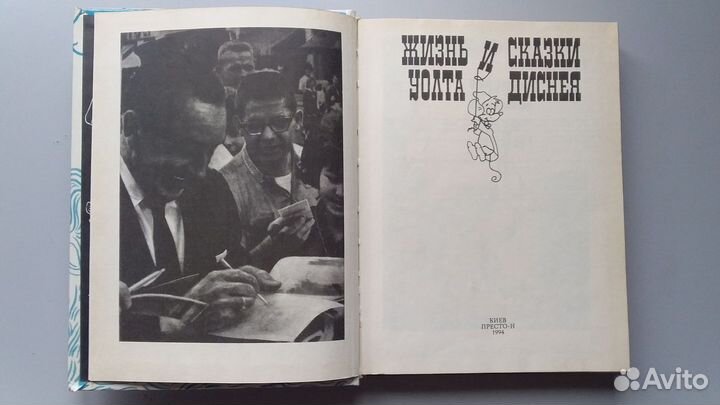 ЖИЗНЬ И СКАЗКИ
УОЛТА ДИСНЕЯ
КИЕВ
ПРЕСТО-Н
1994
Avito